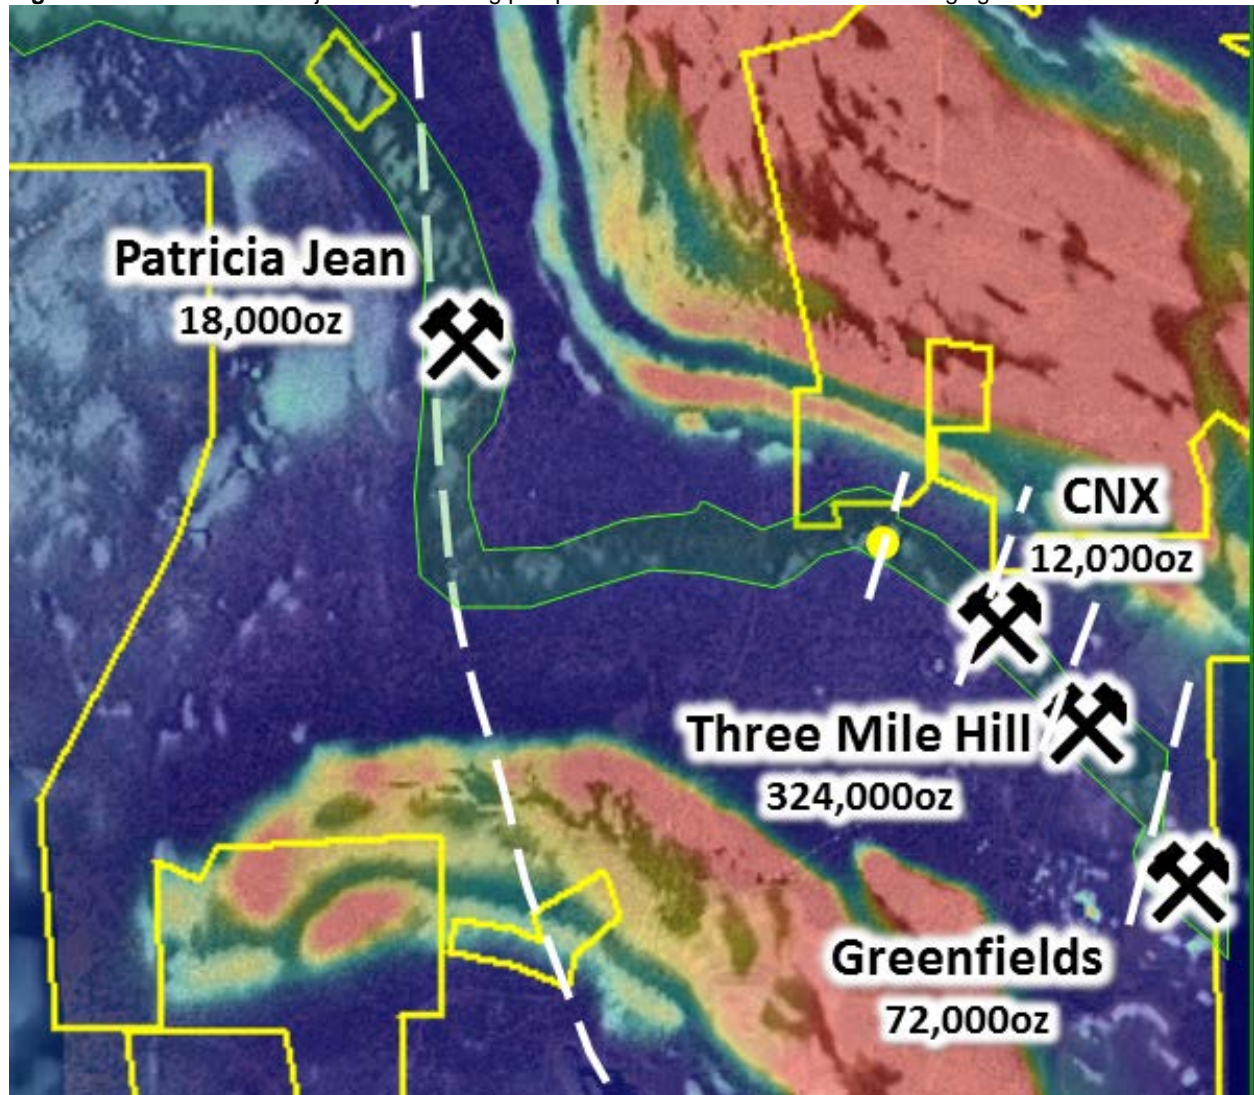 Patricia Jean
18,000oz
CNX
12,000oz
Three Mile Hill
324,000oz
Greenfields
72,000oz